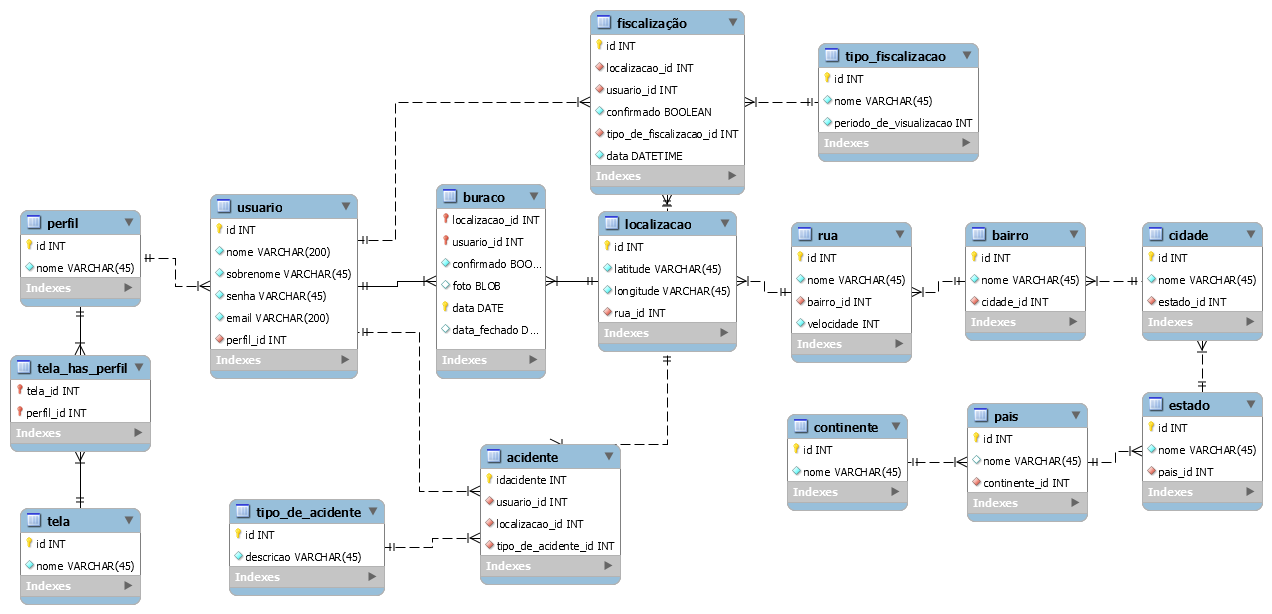 fiscalização
id INT
localizacao_id INT
usuario_id INT
confirmado BOOLEAN
tipo_de_fiscalizacao_id INT
data DATETIME
Indexes
tipo_fiscalizacao
id INT
nome VARCHAR(45)
periodo_de_visualizacao INT
Indexes
perfil
id INT
nome VARCHAR(45)
Indexes
usuario
id INT
nome VARCHAR(200)
sobrenome VARCHAR(45)
senha VARCHAR(45)
email VARCHAR(200)
perfil_id INT
Indexes
buraco
localizacao_id INT
usuario_id INT
confirmado BOO...
foto BLOB
data DATE
data_fechado D...
Indexes
localizacao
id INT
latitude VARCHAR(45)
longitude VARCHAR(45)
rua_id INT
Indexes
rua
id INT
nome VARCHAR(45)
bairro_id INT
velocidade INT
Indexes
bairro
id INT
nome VARCHAR(45)
cidade_id INT
Indexes
cidade
id INT
nome VARCHAR(45)
estado_id INT
Indexes
tela_has_perfil
tela_id INT
perfil_id INT
Indexes
tela
id INT
nome VARCHAR(45)
Indexes
tipo_de_acidente
id INT
descricao VARCHAR(45)
Indexes
acidente
idacidente INT
usuario_id INT
localizacao_id INT
tipo_de_acidente_id INT
Indexes
continente
id INT
nome VARCHAR(45)
Indexes
pais
id INT
nome VARCHAR(45)
continente_id INT
Indexes
estado
id INT
nome VARCHAR(45)
pais_id INT
Indexes